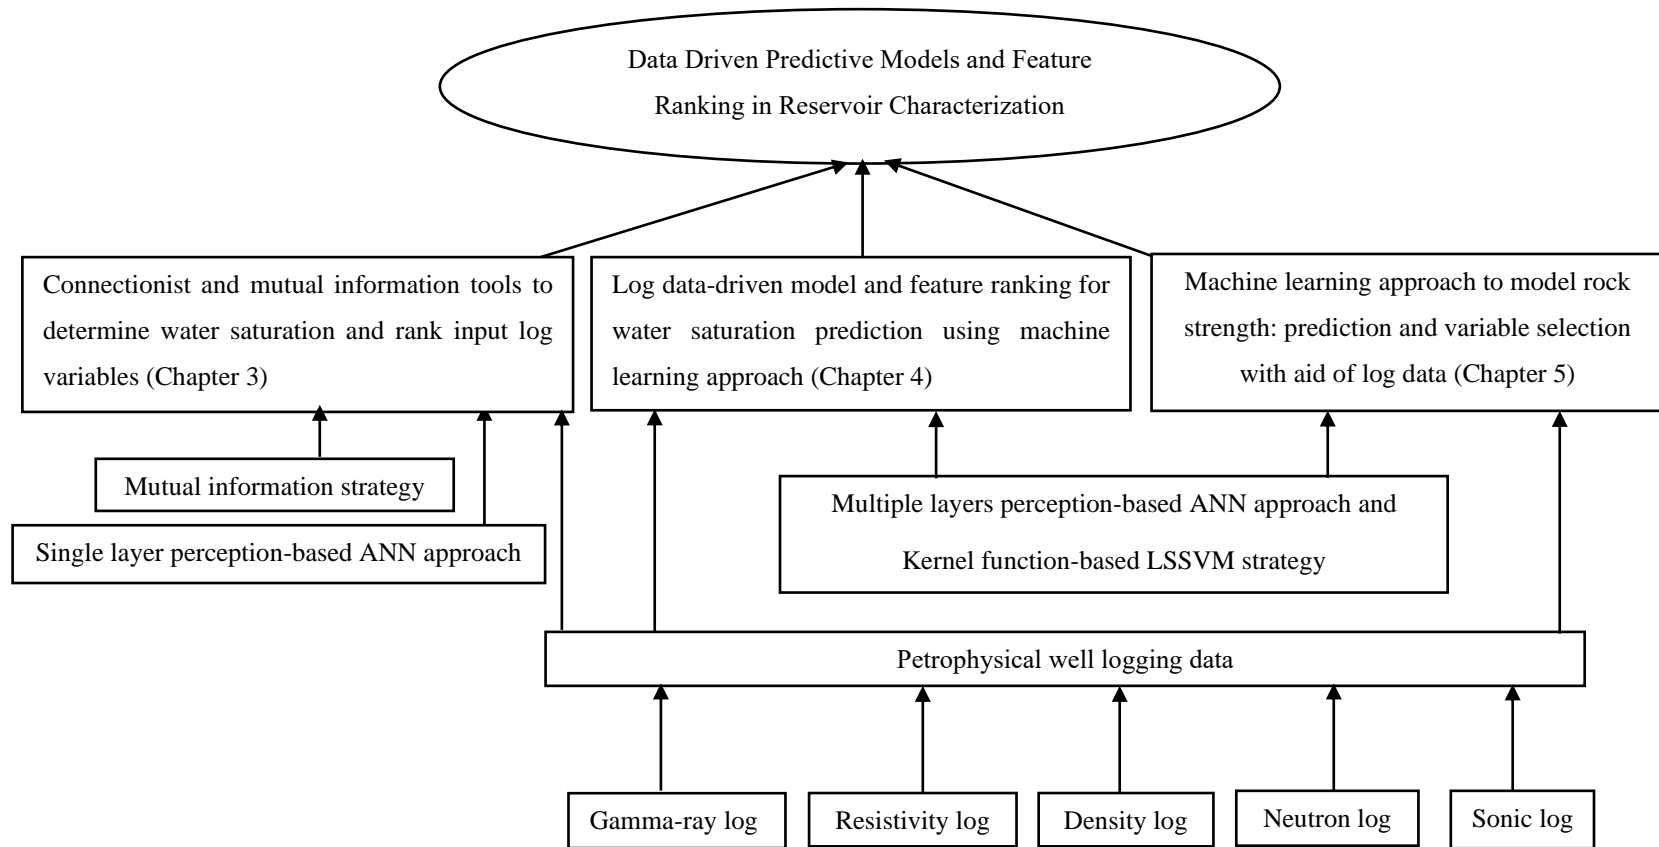 Data Driven Predictive Models and Feature
Ranking in Reservoir Characterization
Connectionist and mutual information tools to
determine water saturation and rank input log
variables (Chapter 3)
Log data-driven model and feature ranking for
water saturation prediction using machine
learning approach (Chapter 4)
Machine learning approach to model rock
strength: prediction and variable selection
with aid of log data (Chapter 5)
Mutual information strategy
Single layer perception-based ANN approach
Multiple layers perception-based ANN approach and
Kernel function-based LSSVM strategy
Petrophysical well logging data
Gamma-ray log
Resistivity log
Density log
Neutron log
Sonic log